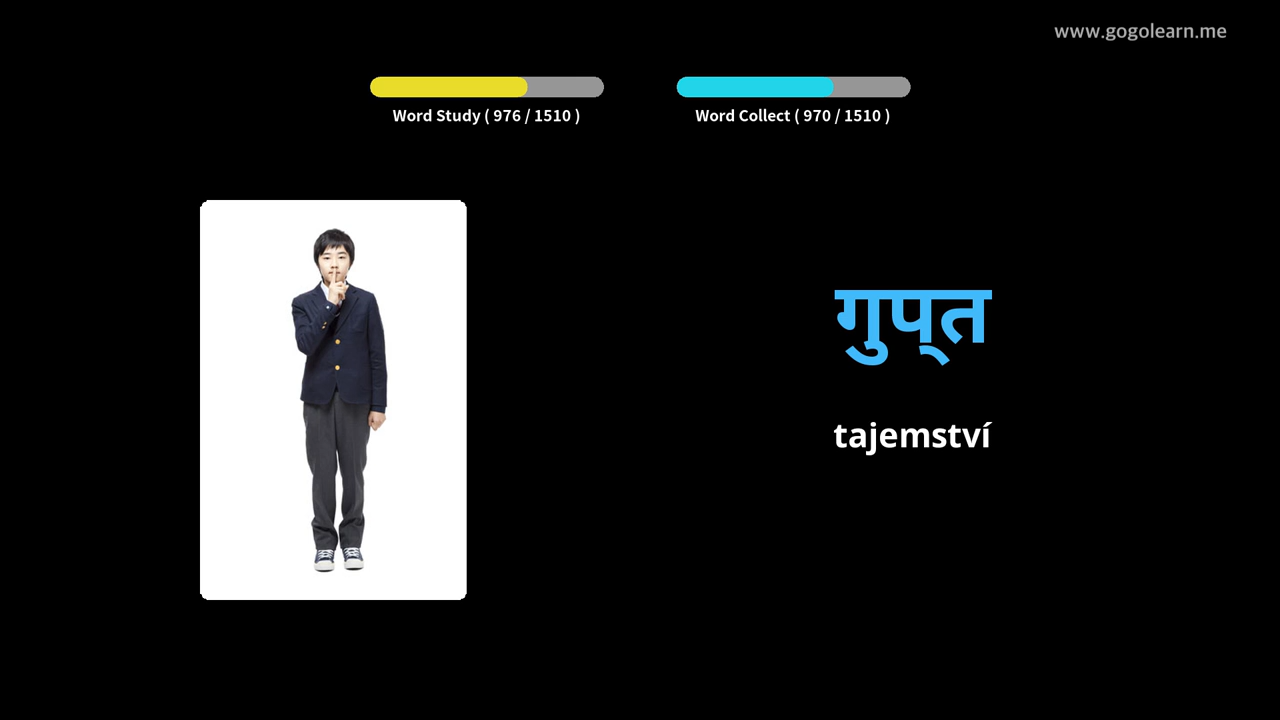 www.gogolearn.me
Word Study ( 976 / 1510 )
Word Collect ( 970 / 1510 )
गुप्‌त
tajemství